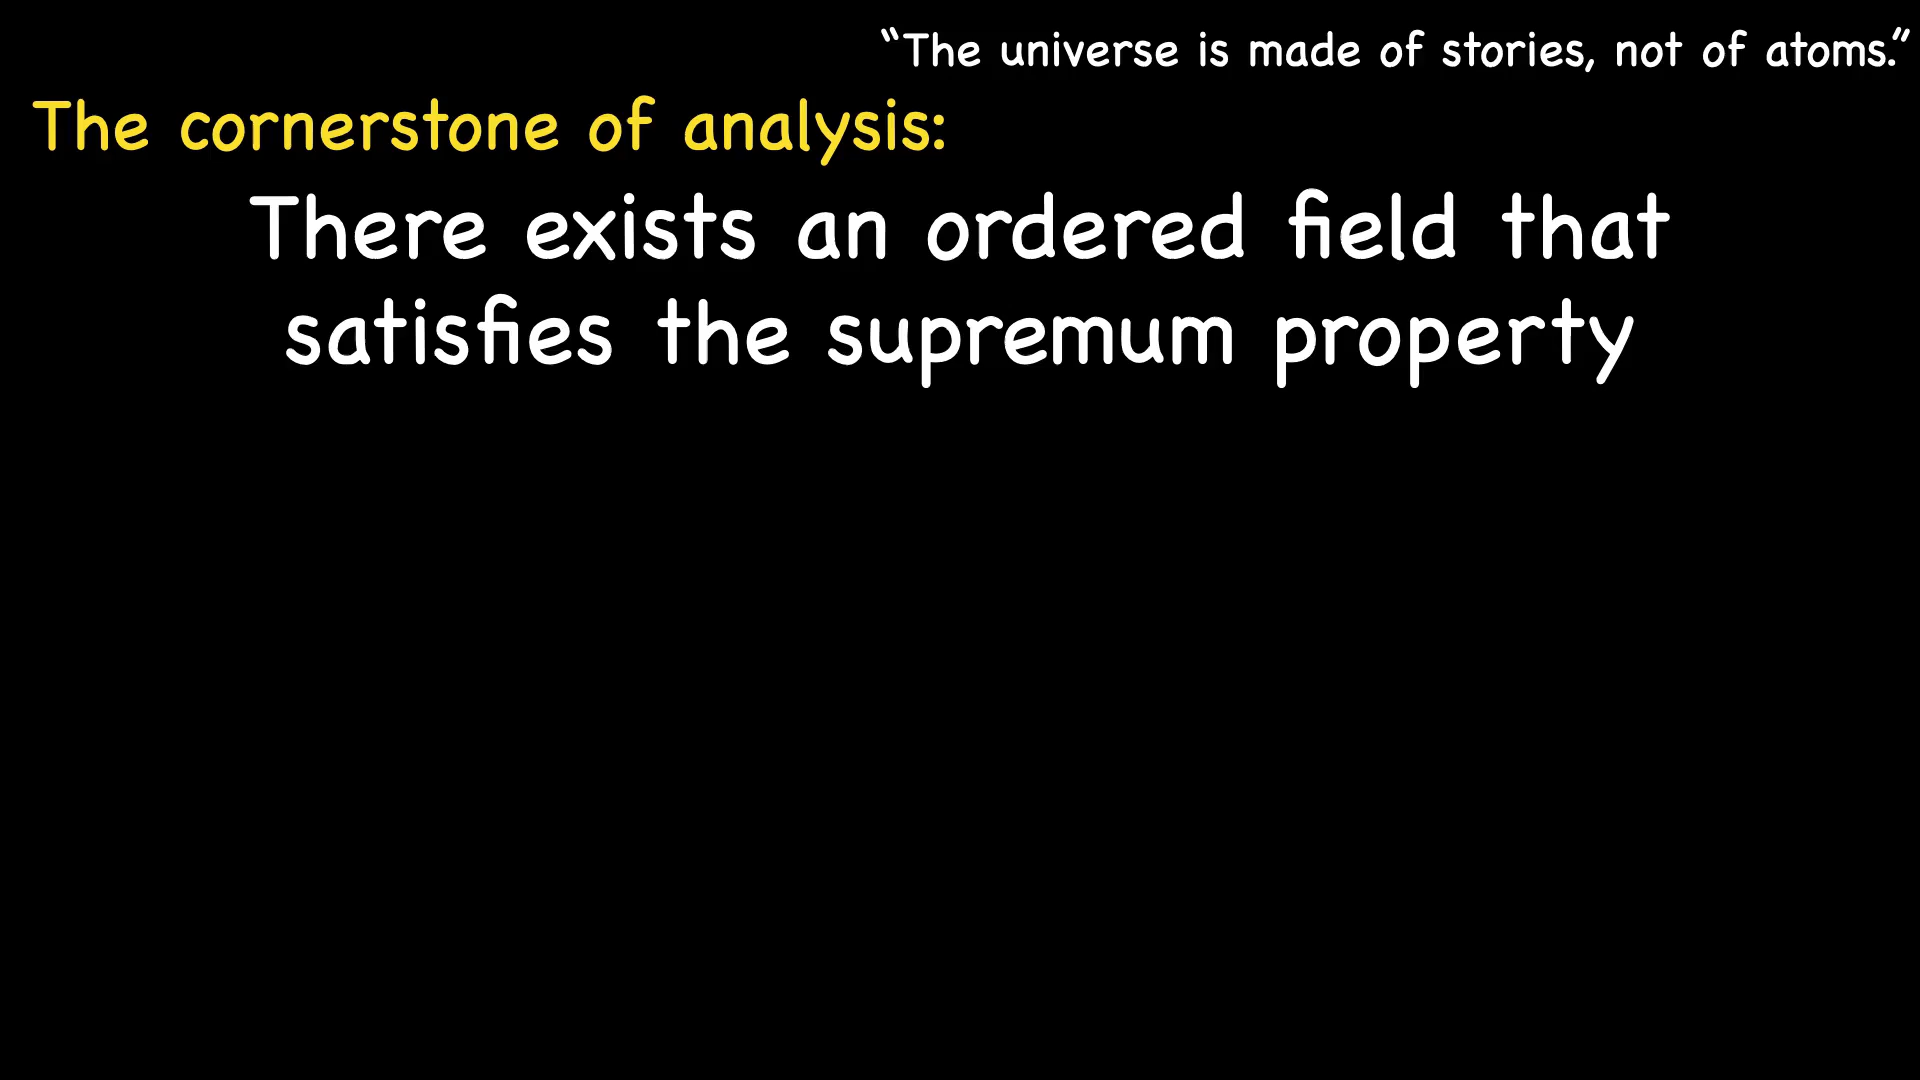 “The universe is made of stories, not of atoms.”
The cornerstone of analysis:
There exists an ordered field that
satisfies the supremum property